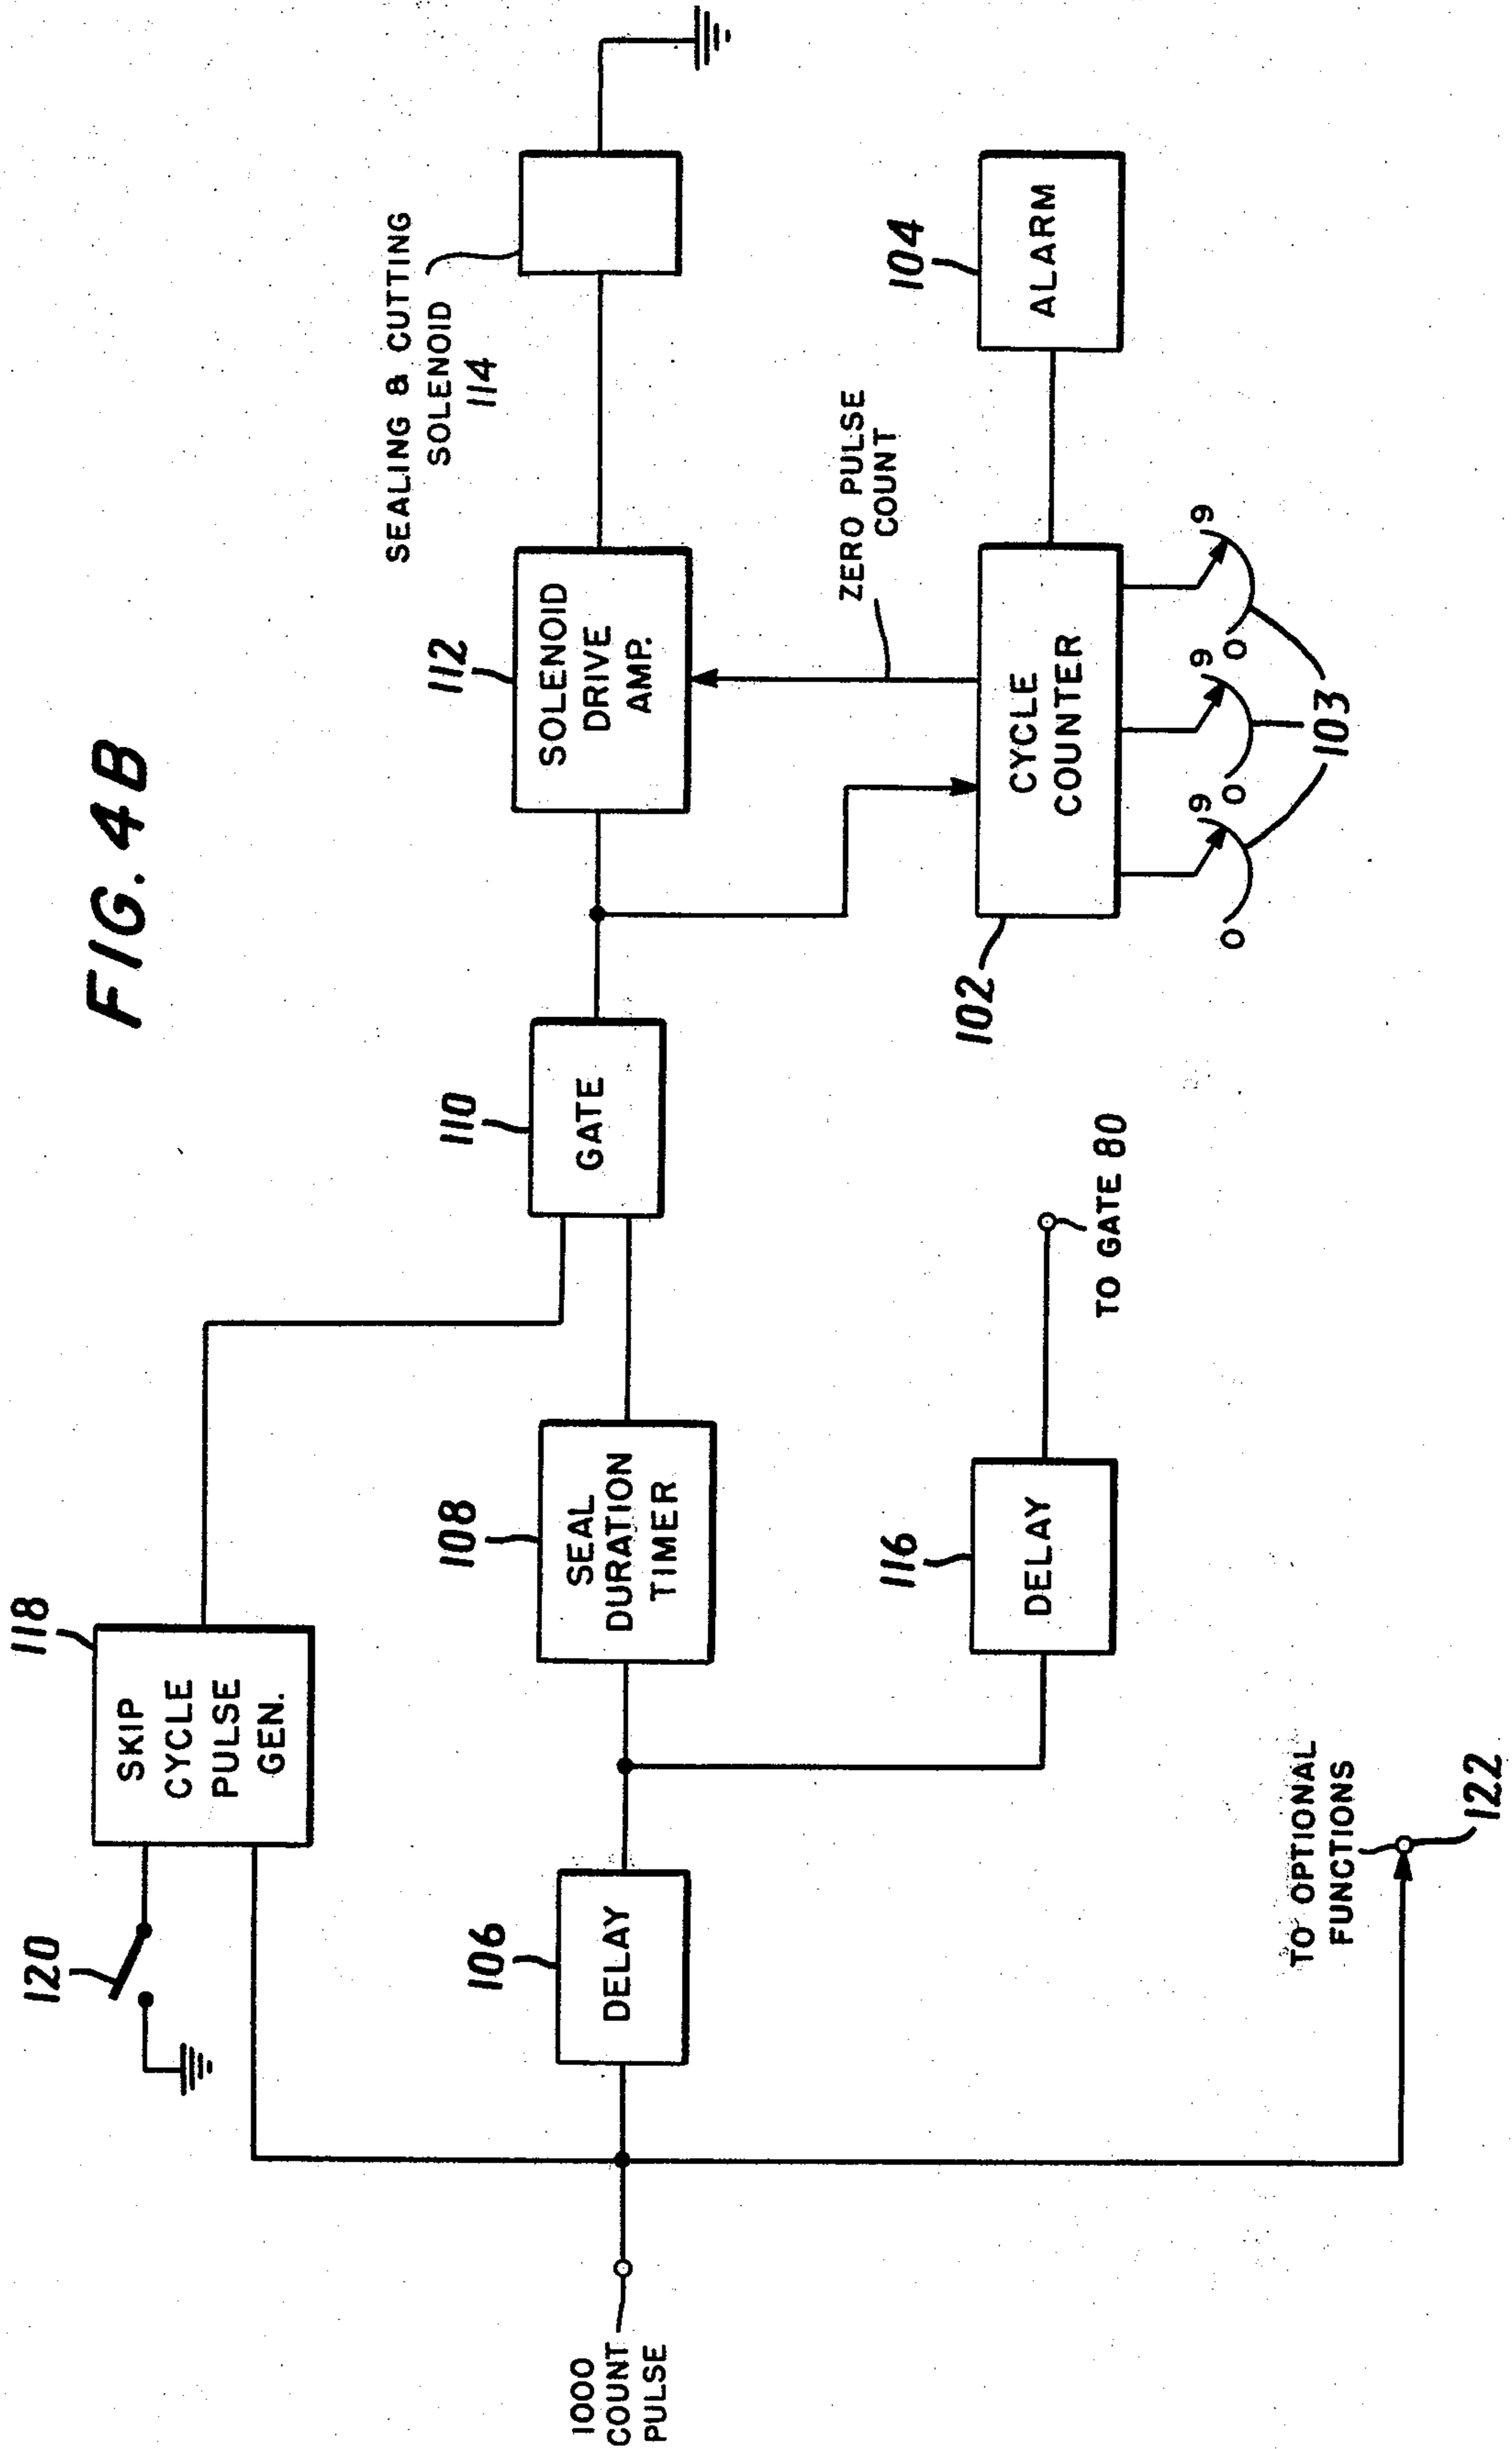 FIG. 4B
120
118
SKIP
CYCLE
PULSE
GEN.
1000
COUNT
PULSE
106
DELAY
108
SEAL
DURATION
TIMER
110
GATE
112
SOLENOID
DRIVE
AMP.
SEALING & CUTTING
SOLENOID
114
116
DELAY
TO GATE 80
ZERO PULSE
COUNT
102
CYCLE
COUNTER
104
ALARM
0 9
0 9
0 9
103
TO OPTIONAL
FUNCTIONS
122